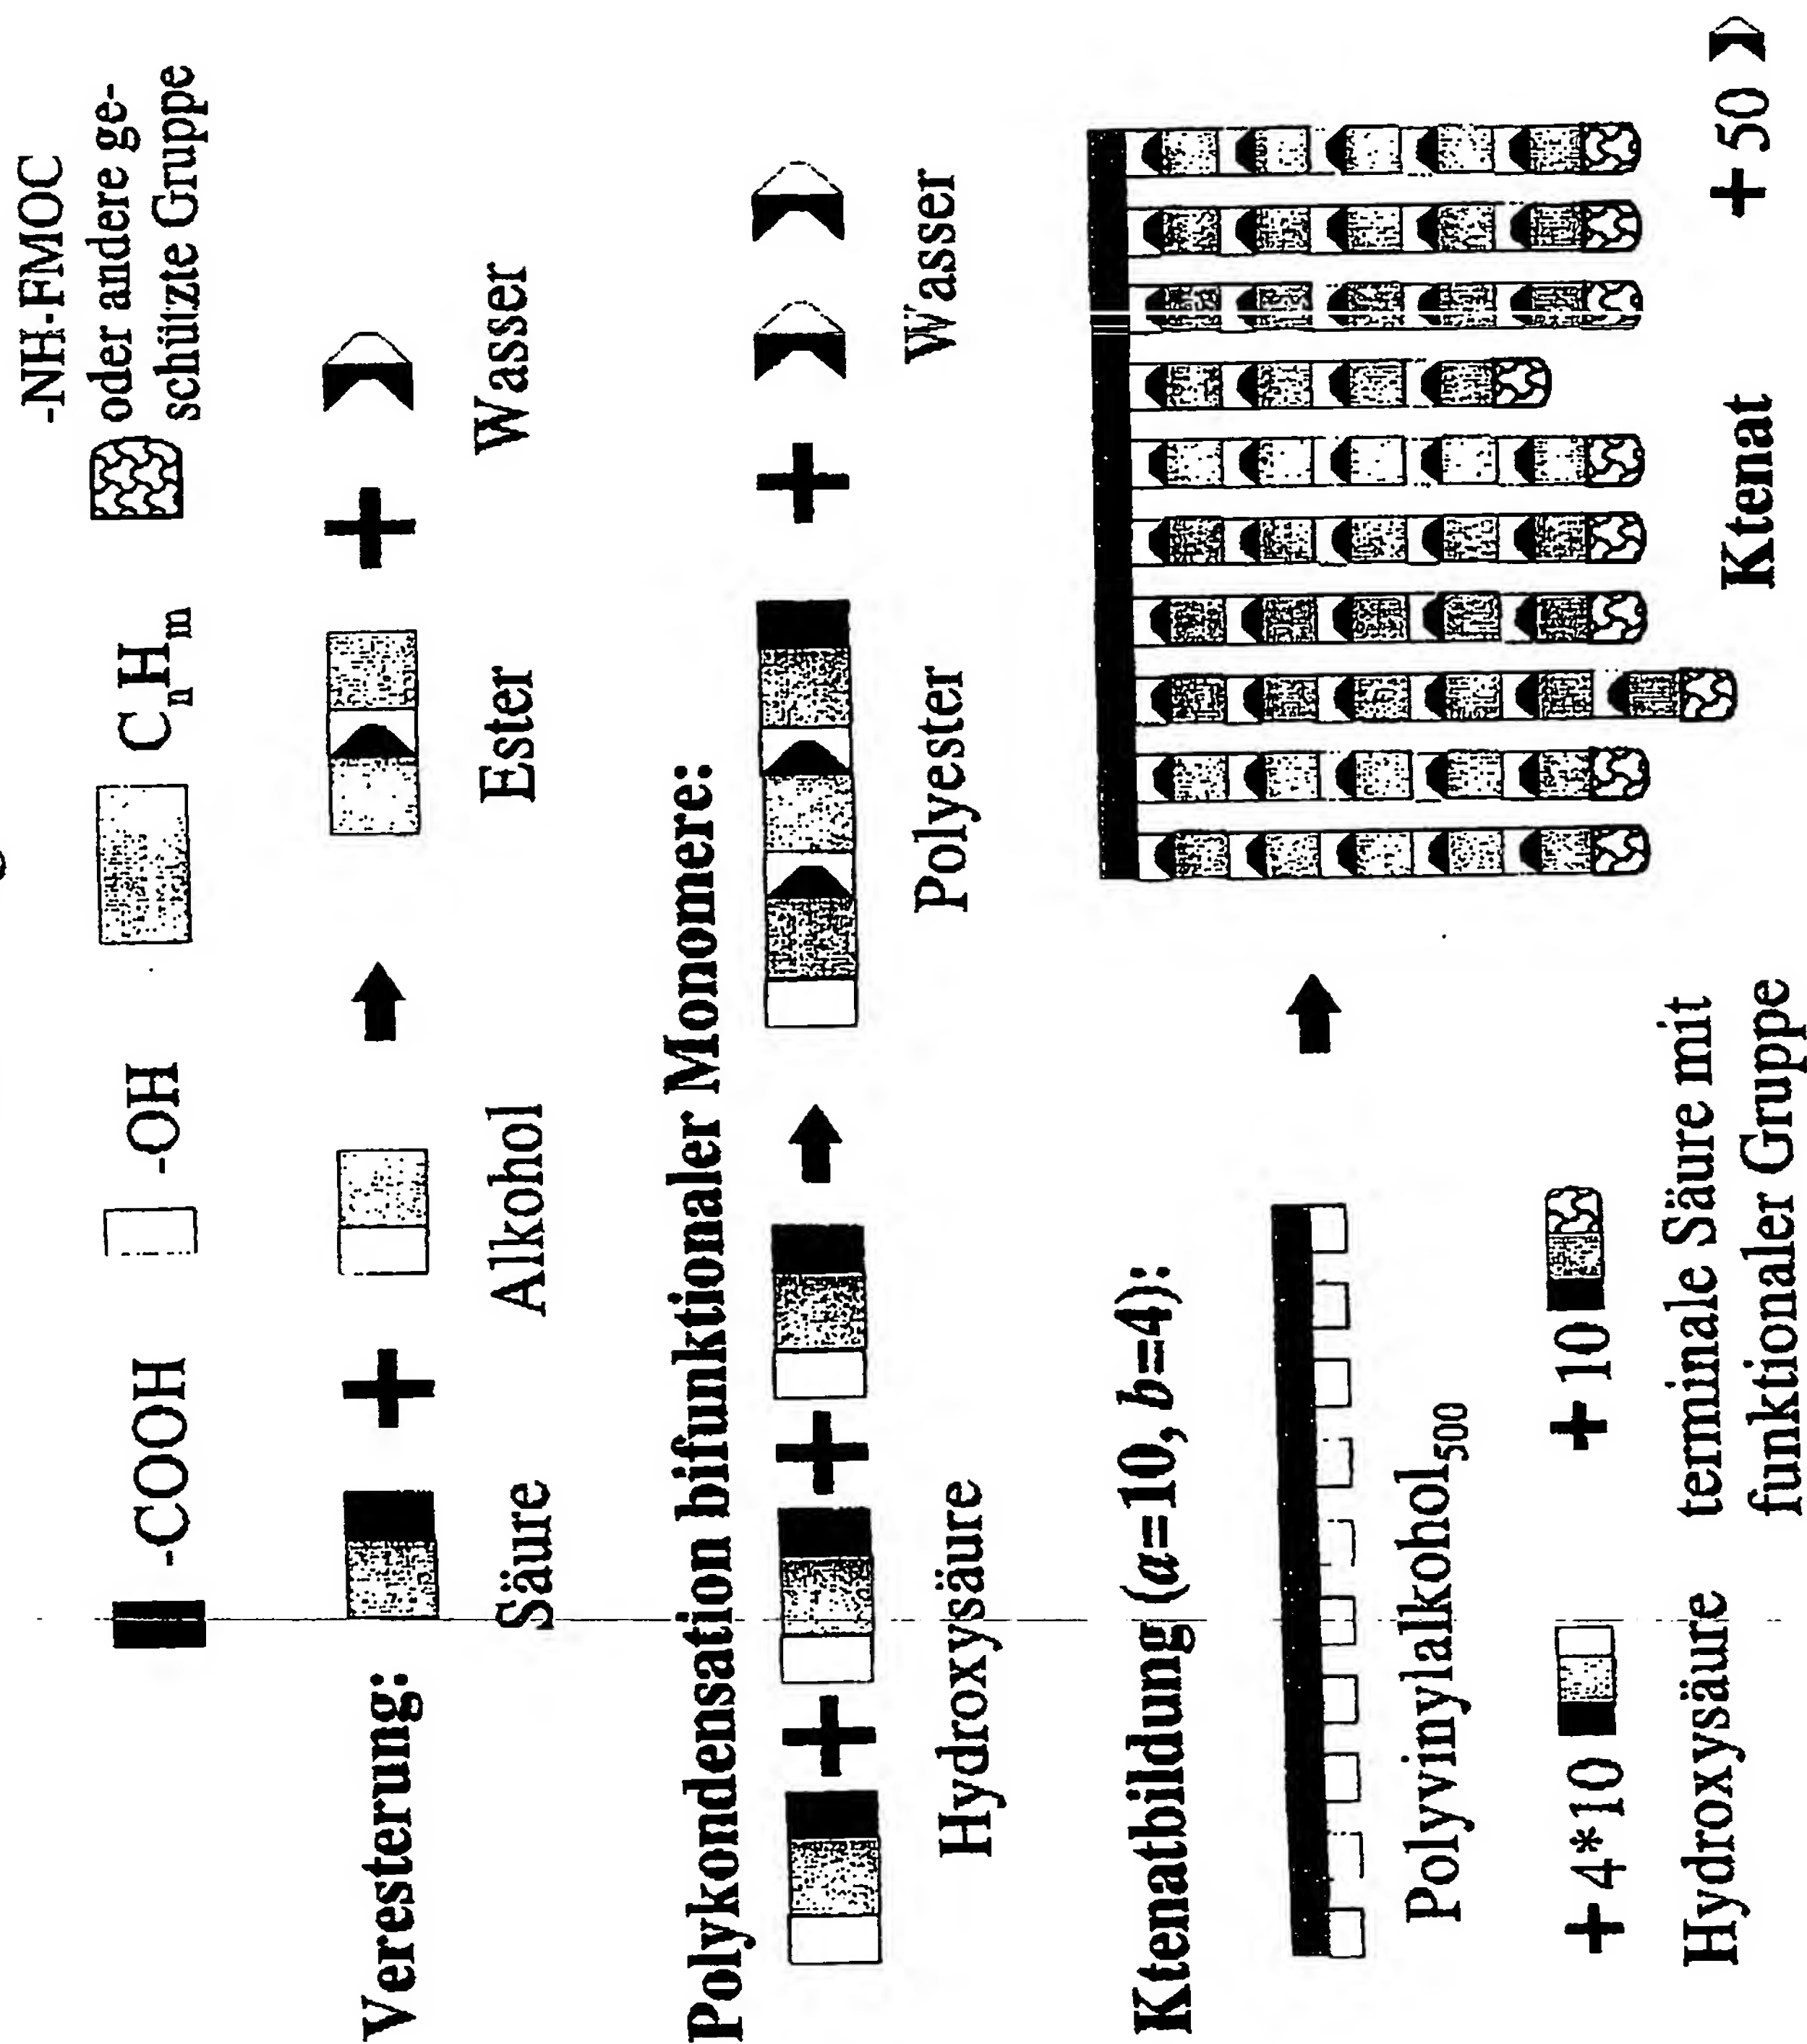 -COOH -OH CnHm -NH-FMOC
oder andere ge-
schützte Gruppe
Veresterung:
Säure Alkohol Ester Wasser
Polykondensation bifunktionaler Monomere:
Hydroxysäure Polyester Wasser
Ktenatbildung (a=10, b=4):
Polyvinylalkohol500
+ 4*10 + 10
Hydroxysäure terminale Säure mit
funktionaler Gruppe
Ktenat + 50